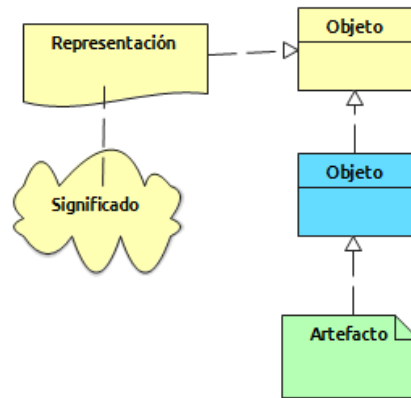 Representación
Objeto
Objeto
Significado
Artefacto